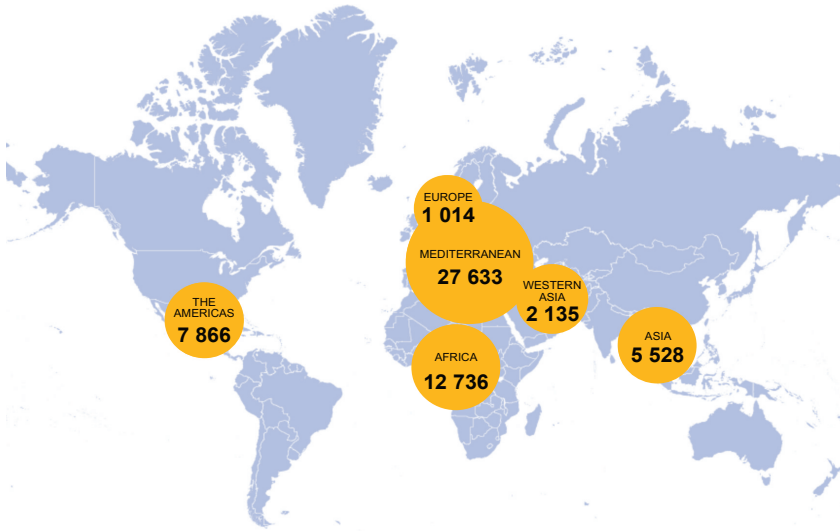 EUROPE
1 014
MEDITERRANEAN
27 633
WESTERN
ASIA
2 135
THE
AMERICAS
7 866
ASIA
5 528
AFRICA
12 736